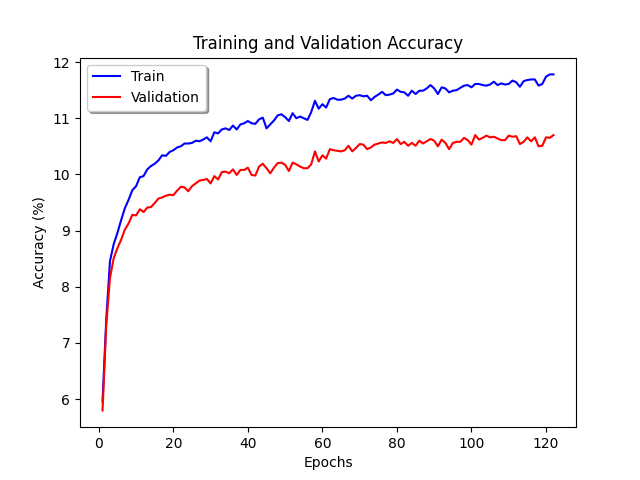 Training and Validation Accuracy
Train
Validation
12
11
10
9
8
7
6
Accuracy (%)
0 20 40 60 80 100 120
Epochs